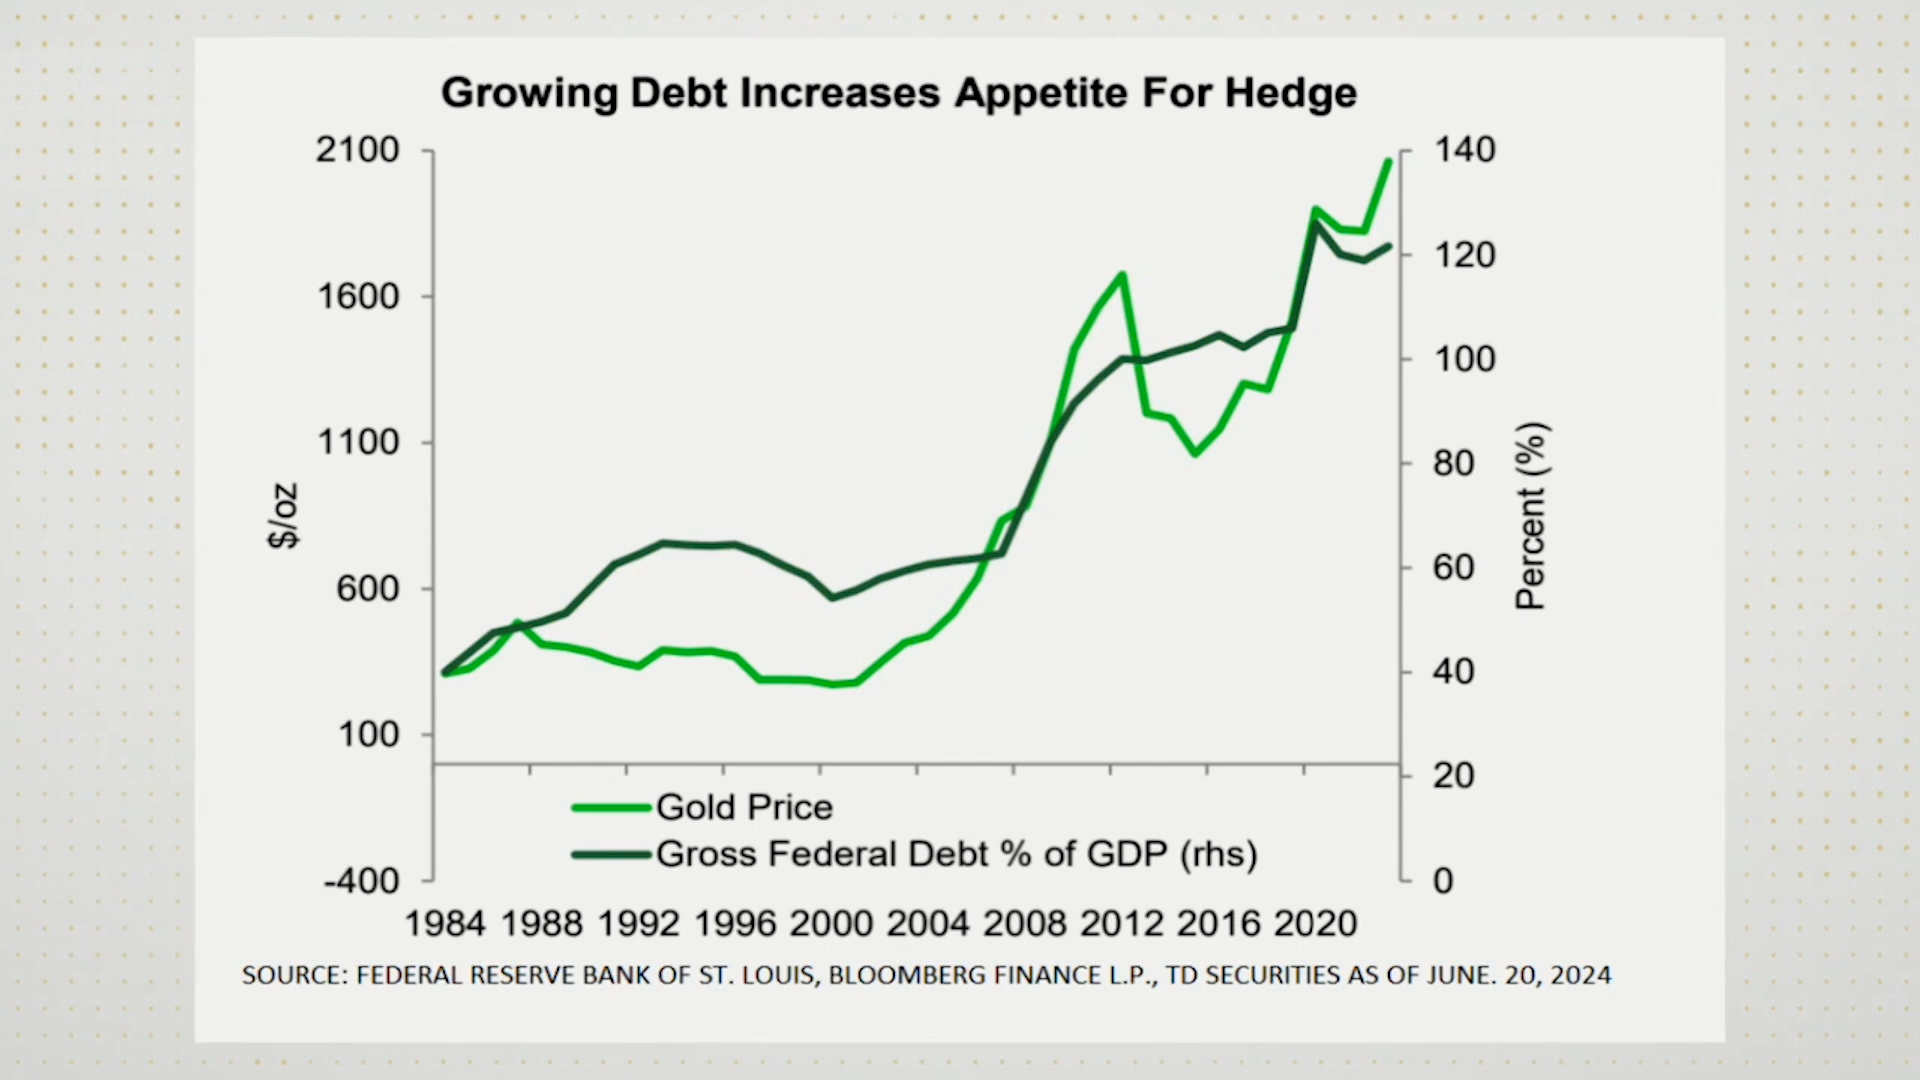 Growing Debt Increases Appetite For Hedge
2100
1600
1100
600
100
-400
$/oz
140
120
100
80
60
40
20
0
Percent (%)
Gold Price
Gross Federal Debt % of GDP (rhs)
1984 1988 1992 1996 2000 2004 2008 2012 2016 2020
SOURCE: FEDERAL RESERVE BANK OF ST. LOUIS, BLOOMBERG FINANCE L.P., TD SECURITIES AS OF JUNE. 20, 2024